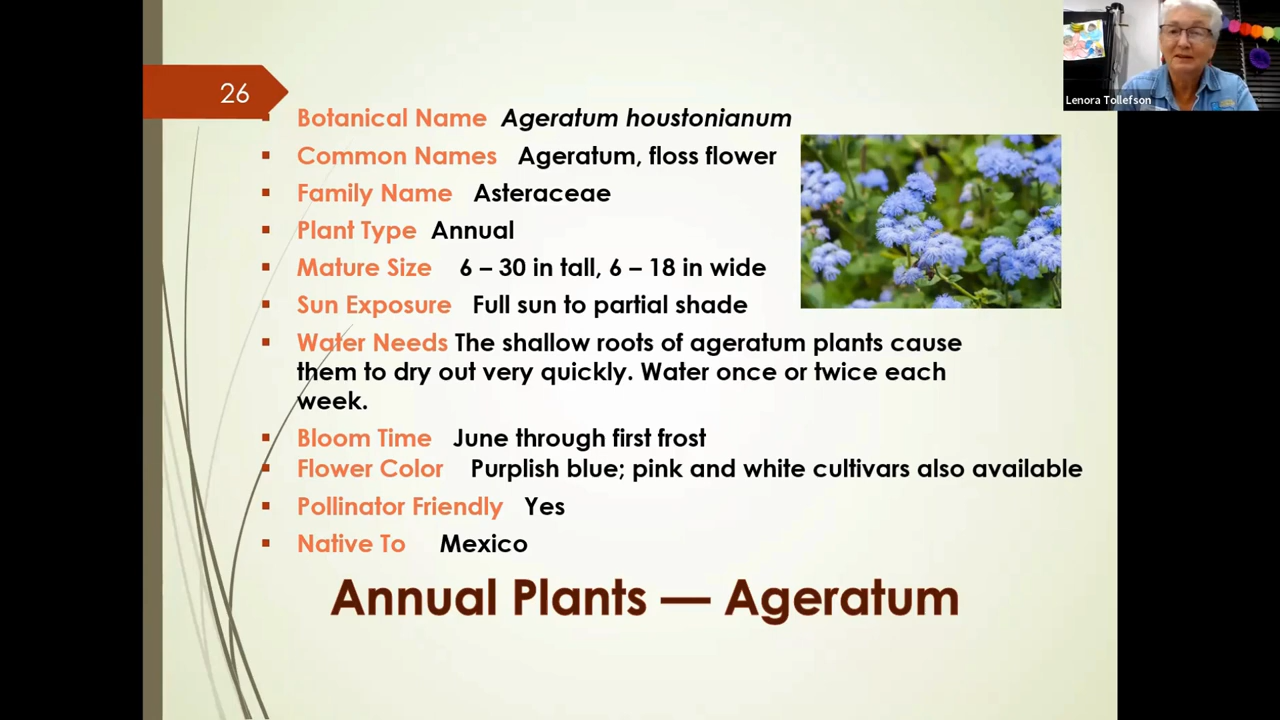 26
Lenora Tollefson
Botanical Name Ageratum houstonianum
Common Names Ageratum, floss flower
Family Name Asteraceae
Plant Type Annual
Mature Size 6 – 30 in tall, 6 – 18 in wide
Sun Exposure Full sun to partial shade
Water Needs The shallow roots of ageratum plants cause
them to dry out very quickly. Water once or twice each
week.
Bloom Time June through first frost
Flower Color Purplish blue; pink and white cultivars also available
Pollinator Friendly Yes
Native To Mexico
Annual Plants — Ageratum